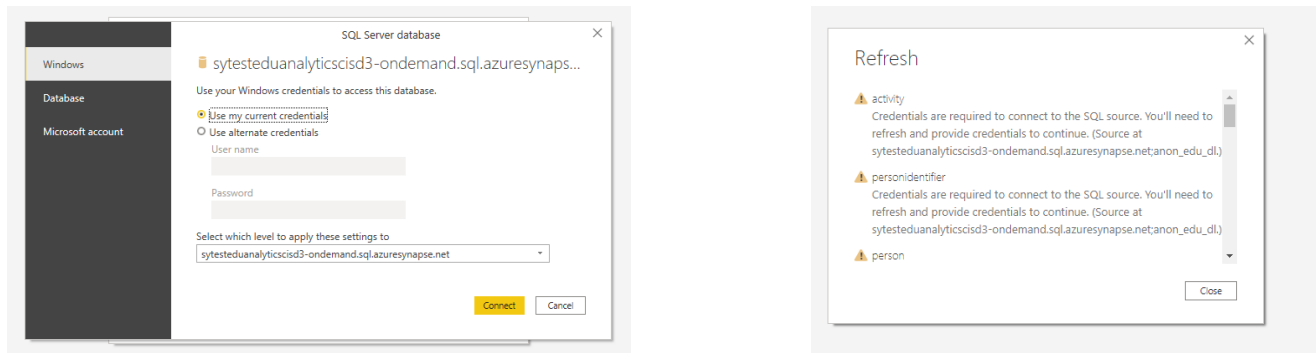 SQL Server database
Windows
Database
Microsoft account
sytesteduanalyticscisd3-ondemand.sql.azuresynaps...
Use your Windows credentials to access this database.
Use my current credentials
Use alternate credentials
User name
Password
Select which level to apply these settings to
sytesteduanalyticscisd3-ondemand.sql.azuresynapse.net
Connect
Cancel
Refresh
activity
Credentials are required to connect to the SQL source. You'll need to
refresh and provide credentials to continue. (Source at
sytesteduanalyticscisd3-ondemand.sql.azuresynapse.net;anon_edu_dl.)
personidentifier
Credentials are required to connect to the SQL source. You'll need to
refresh and provide credentials to continue. (Source at
sytesteduanalyticscisd3-ondemand.sql.azuresynapse.net;anon_edu_dl.)
person
Close